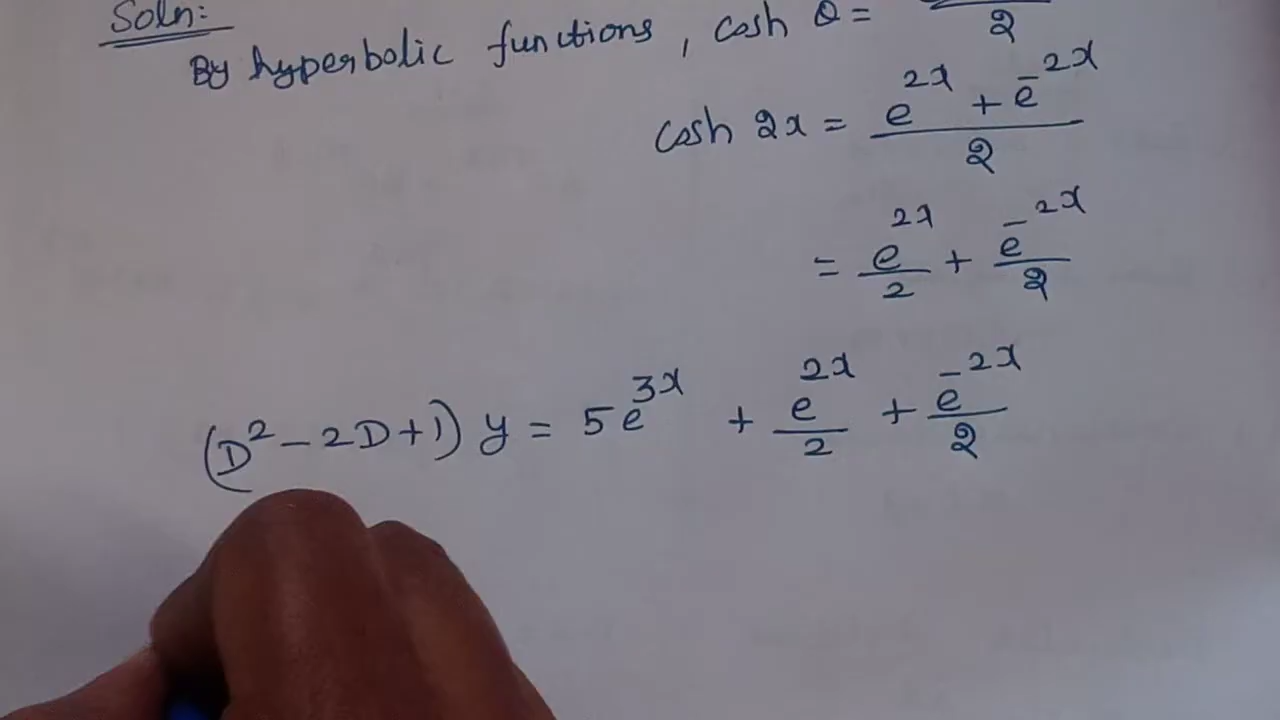 Soln:
By hyperbolic functions, cosh θ = /2
cosh 2x = (e^{2x} + e^{-2x})/2
= e^{2x}/2 + e^{-2x}/2
(D² - 2D + 1) y = 5e^{3x} + e^{2x}/2 + e^{-2x}/2